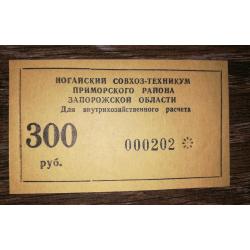 НОГАЙСКИЙ СОВХОЗ-ТЕХНИКУМ
ПРИМОРСКОГО РАЙОНА
ЗАПОРОЖСКОЙ ОБЛАСТИ
Для внутрихозяйственного расчета
300
руб.
000202